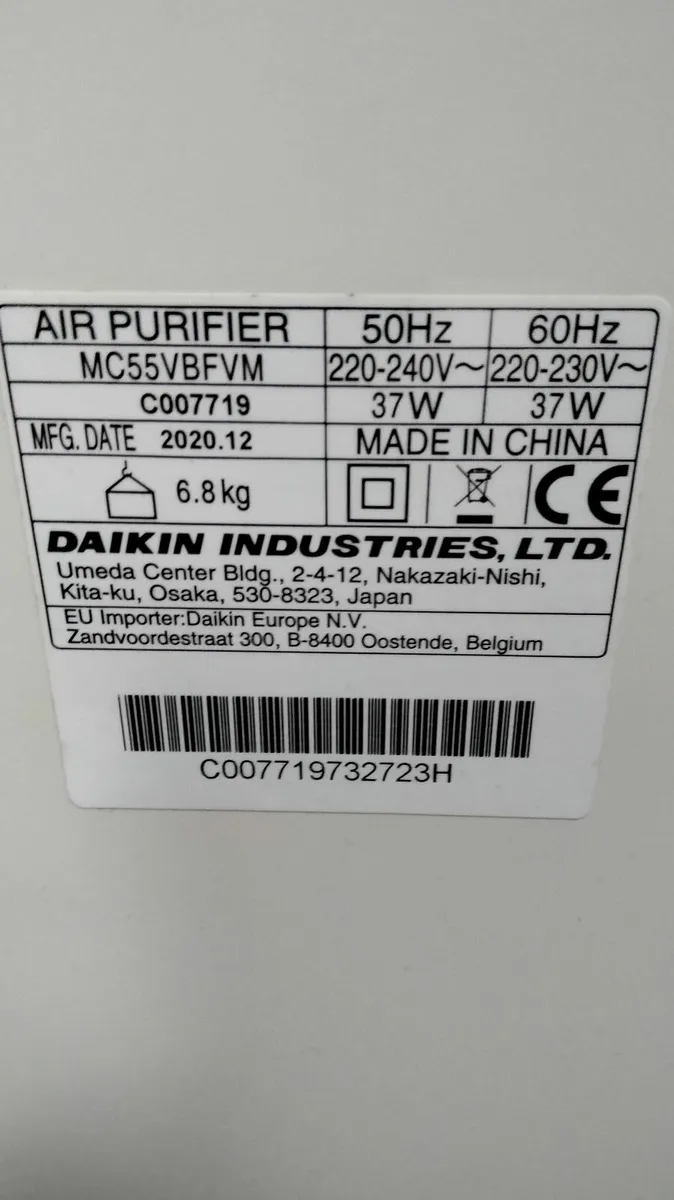 AIR PURIFIER 50Hz 60Hz
MC55VBFVM 220-240V~ 220-230V~
C007719 37W 37W
MFG. DATE 2020.12 MADE IN CHINA
6.8kg CE
DAIKIN INDUSTRIES, LTD.
Umeda Center Bldg., 2-4-12, Nakazaki-Nishi,
Kita-ku, Osaka, 530-8323, Japan
EU Importer:Daikin Europe N.V.
Zandvoordestraat 300, B-8400 Oostende, Belgium
C007719732723H